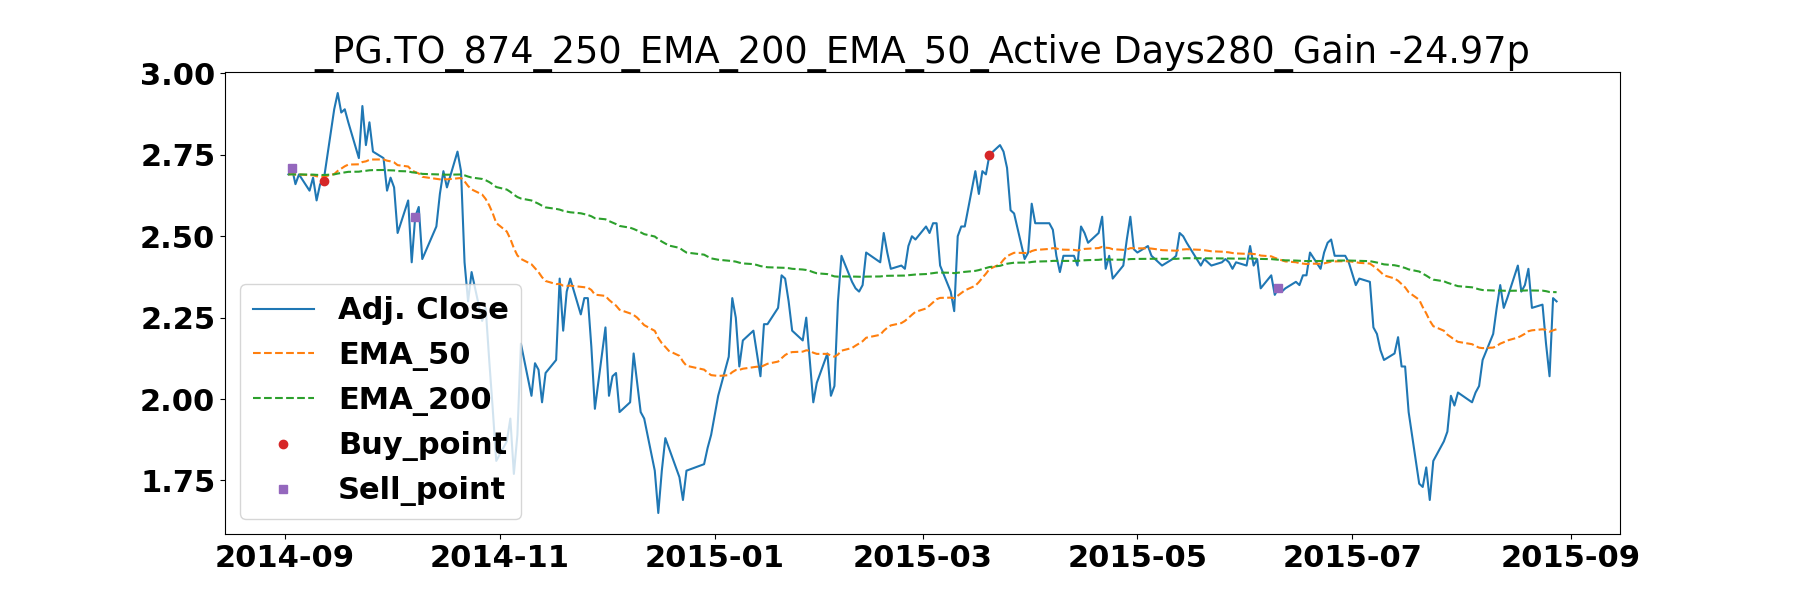 _PG.TO_874_250_EMA_200_EMA_50_Active Days280_Gain -24.97p
3.00
2.75
2.50
2.25
2.00
1.75
Adj. Close
EMA_50
EMA_200
Buy_point
Sell_point
2014-09 2014-11 2015-01 2015-03 2015-05 2015-07 2015-09